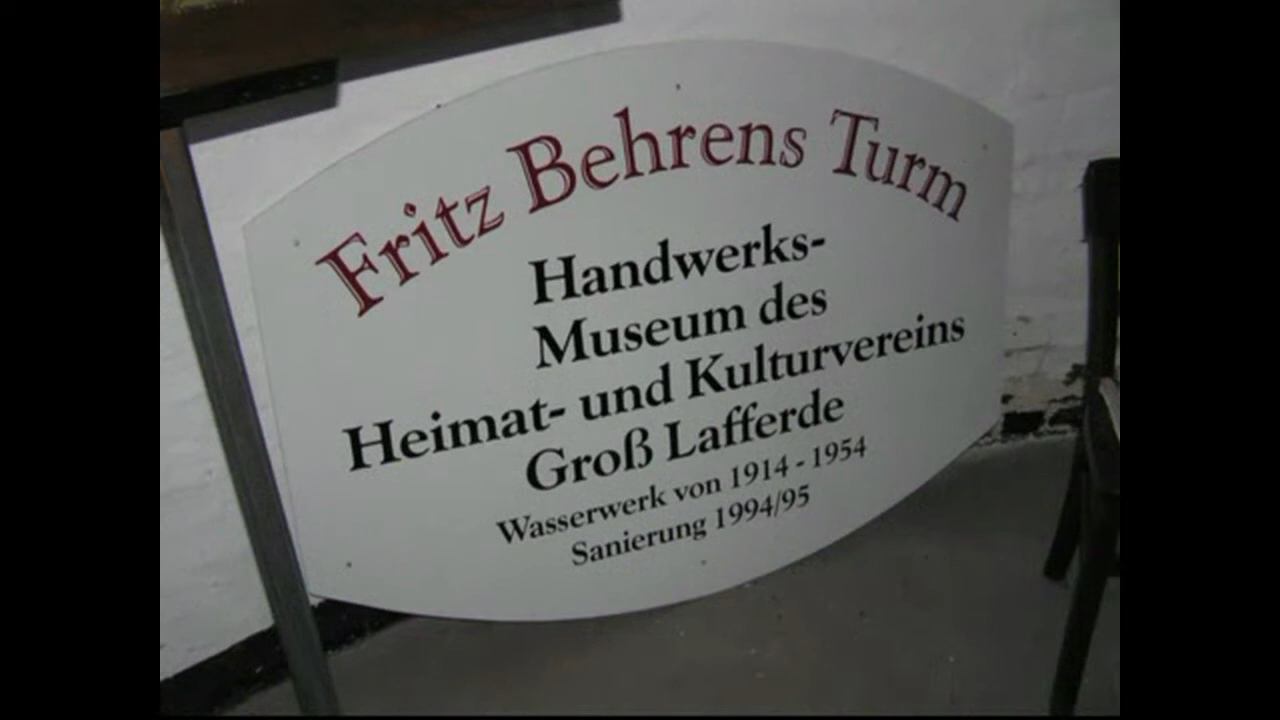 Fritz Behrens Turm
Handwerks-
Museum des
Heimat- und Kulturvereins
Groß Lafferde
Wasserwerk von 1914 - 1954
Sanierung 1994/95